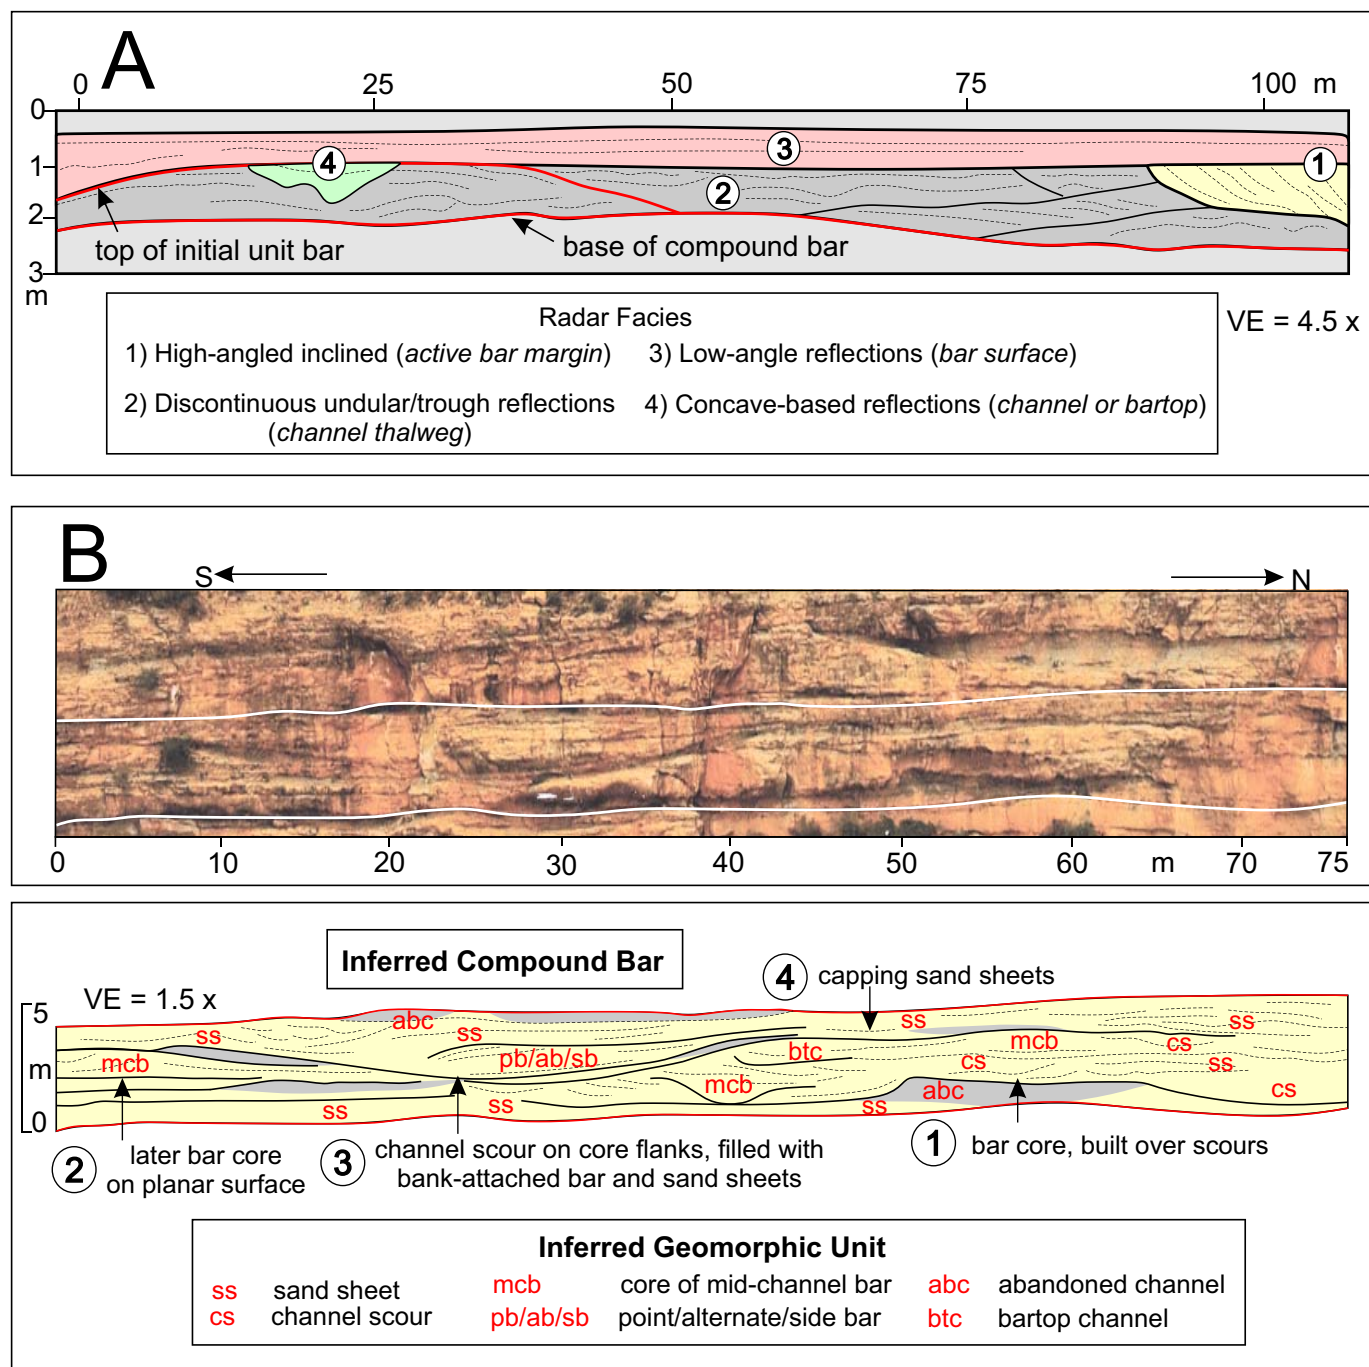 A
0 25 50 75 100 m
0
1
2
3
m
4
3
2
1
top of initial unit bar
base of compound bar
VE = 4.5 x
Radar Facies
1) High-angled inclined (active bar margin)
3) Low-angle reflections (bar surface)
2) Discontinuous undular/trough reflections
(channel thalweg)
4) Concave-based reflections (channel or bartop)
B
S
N
0 10 20 30 40 50 60 m 70 75
Inferred Compound Bar
VE = 1.5 x
5
m
0
4 capping sand sheets
ss abc ss ss ss
mcb pb/ab/sb btc mcb cs
cs ss
mcb abc cs
ss ss ss
1 bar core, built over scours
2 later bar core
on planar surface
3 channel scour on core flanks, filled with
bank-attached bar and sand sheets
Inferred Geomorphic Unit
ss sand sheet
mcb core of mid-channel bar
abc abandoned channel
cs channel scour
pb/ab/sb point/alternate/side bar
btc bartop channel